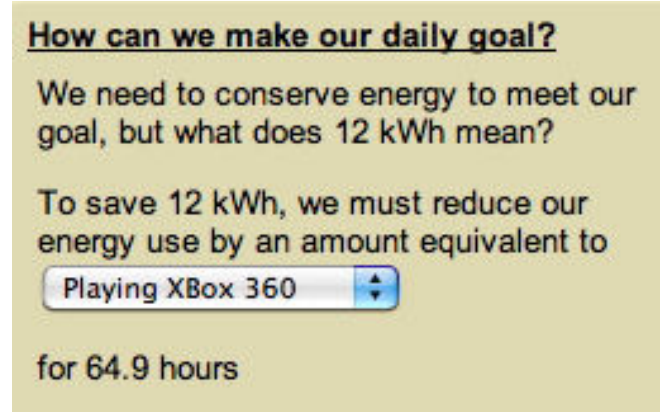 How can we make our daily goal?
We need to conserve energy to meet our
goal, but what does 12 kWh mean?
To save 12 kWh, we must reduce our
energy use by an amount equivalent to
Playing XBox 360
for 64.9 hours